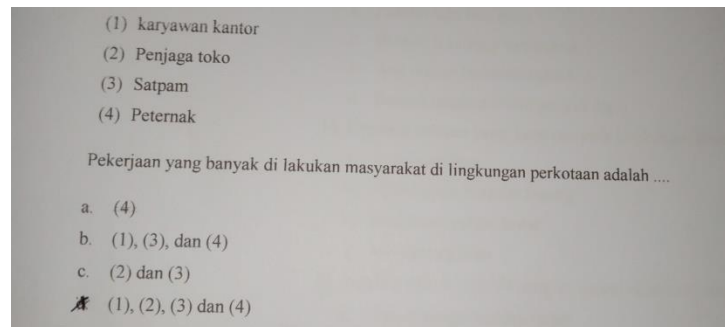 (1) karyawan kantor
(2) Penjaga toko
(3) Satpam
(4) Peternak
Pekerjaan yang banyak di lakukan masyarakat di lingkungan perkotaan adalah ....
a. (4)
b. (1), (3), dan (4)
c. (2) dan (3)
(1), (2), (3) dan (4)